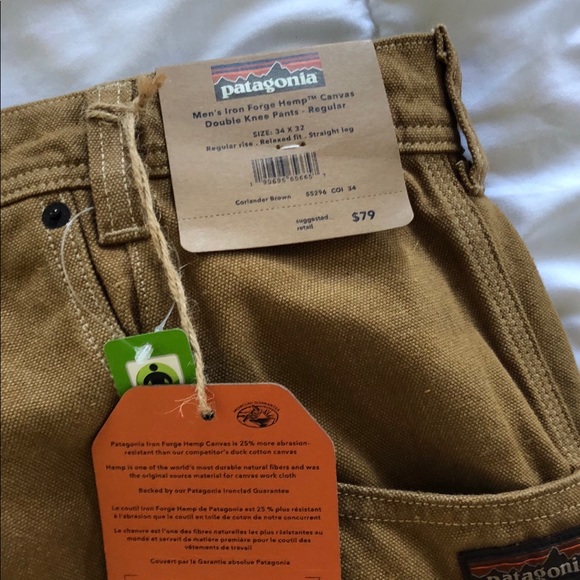 patagonia
Men's Iron Forge Hemp™ Canvas
Double Knee Pants - Regular
SIZE: 34 X 32
Regular rise . Relaxed fit . Straight leg
Coriander Brown 55296 COI 34
suggested
retail
$79
Patagonia Iron Forge Hemp Canvas is 25% more abrasion-
resistant than our competitor's duck cotton canvas
Hemp is one of the world's most durable natural fibers and was
the original source material for canvas work cloth
Backed by our Patagonia Ironclad Guarantee
Le coutil Iron Forge Hemp de Patagonia est 25 % plus résistant
à l'abrasion que le coutil en toile de coton de notre concurrent
Le chanvre est l'une des fibres naturelles les plus résistantes au
monde et servait de matière première pour le coutil des
vêtements de travail
Couvert par la Garantie absolue Patagonia
patagoni